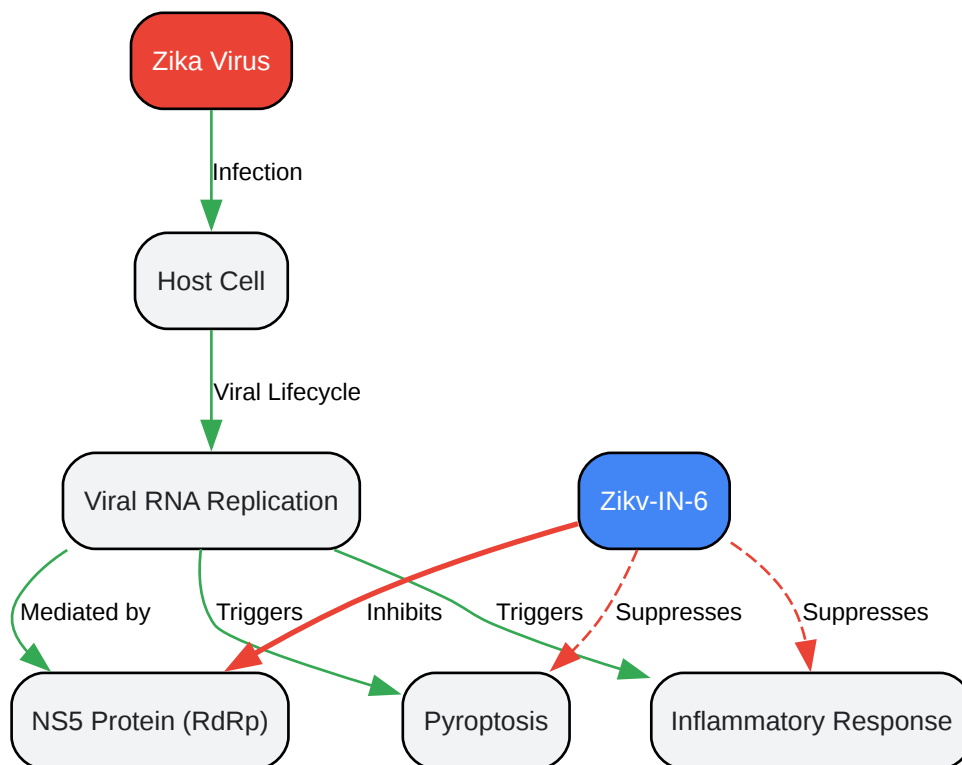 Zika Virus
Infection
Host Cell
Viral Lifecycle
Viral RNA Replication
Zikv-IN-6
Mediated by
Triggers
Inhibits
Triggers
Suppresses
Suppresses
NS5 Protein (RdRp)
Pyroptosis
Inflammatory Response